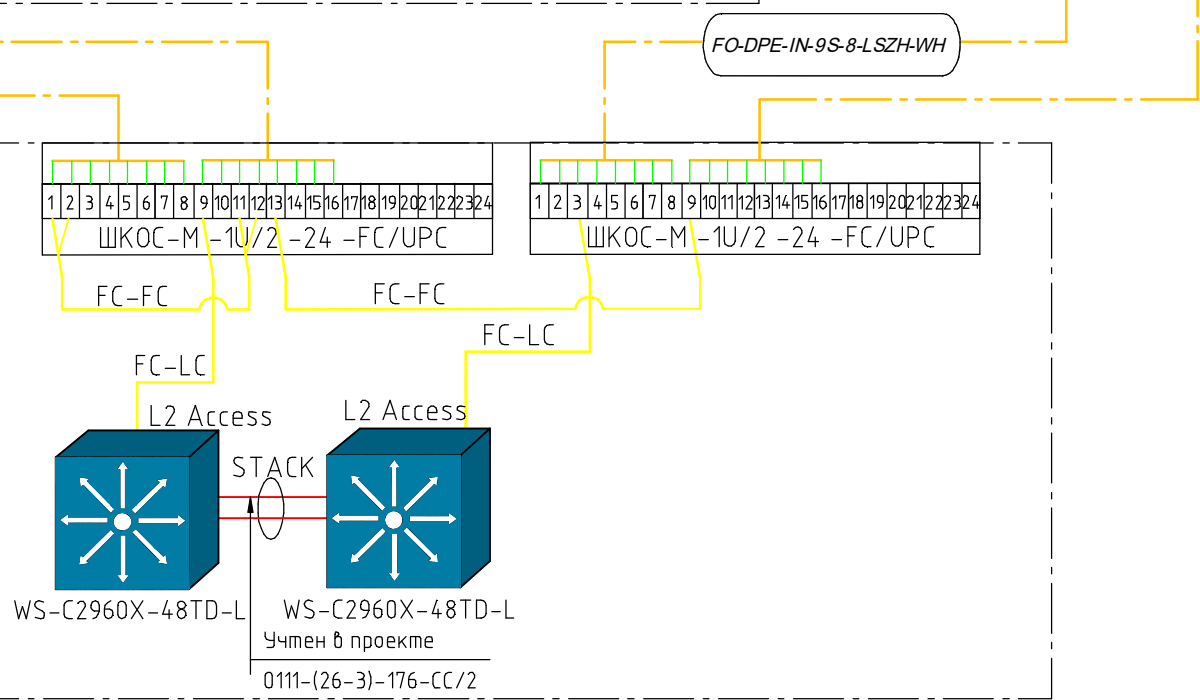 FO-DPE-IN-9S-8-LSZH-WH
1 2 3 4 5 6 7 8 9 10 11 12 13 14 15 16 17 18 19 20 21 22 23 24
1 2 3 4 5 6 7 8 9 10 11 12 13 14 15 16 17 18 19 20 21 22 23 24
ШКОС-М -1U/2 -24 -FC/UPC
ШКОС-М -1U/2 -24 -FC/UPC
FC-FC
FC-FC
FC-LC
FC-LC
L2 Access
L2 Access
STACK
WS-C2960X-48TD-L
WS-C2960X-48TD-L
Учтен в проекте
0111-(26-3)-176-СС/2